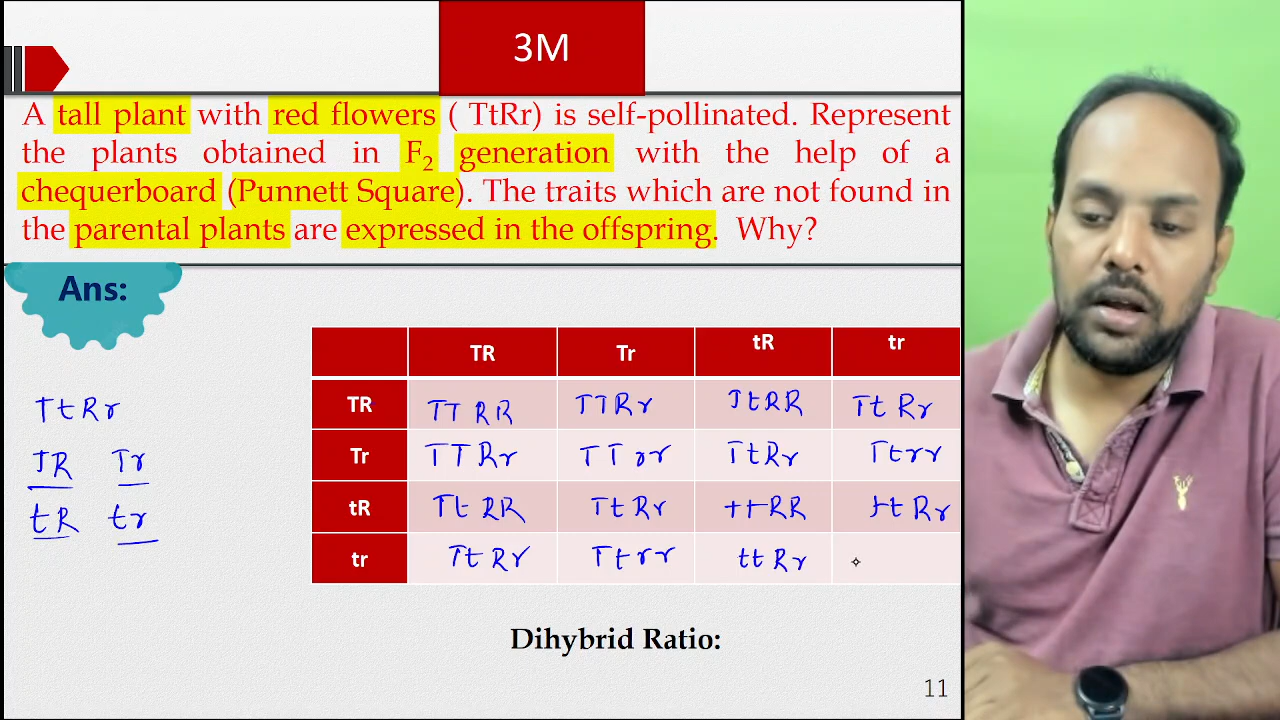 3M
A tall plant with red flowers ( TtRr) is self-pollinated. Represent
the plants obtained in F₂ generation with the help of a
chequerboard (Punnett Square). The traits which are not found in
the parental plants are expressed in the offspring. Why?
Ans:
TtRr
TR Tr
tR tr
TR Tr tR tr
TR TTRR TTRr TtRR TtRr
Tr TTRr TTrr TtRr Ttrr
tR TtRR TtRr ttRR ttRr
tr TtRr Ttrr ttRr
Dihybrid Ratio:
11